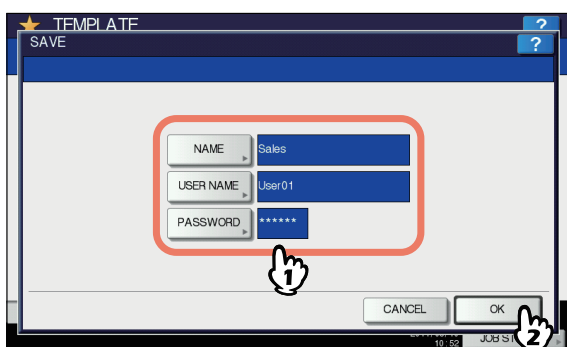 TEMPLATE ?
SAVE ?
NAME Sales
USER NAME User01
PASSWORD ******
1
CANCEL OK
2
10:52 JOB ST